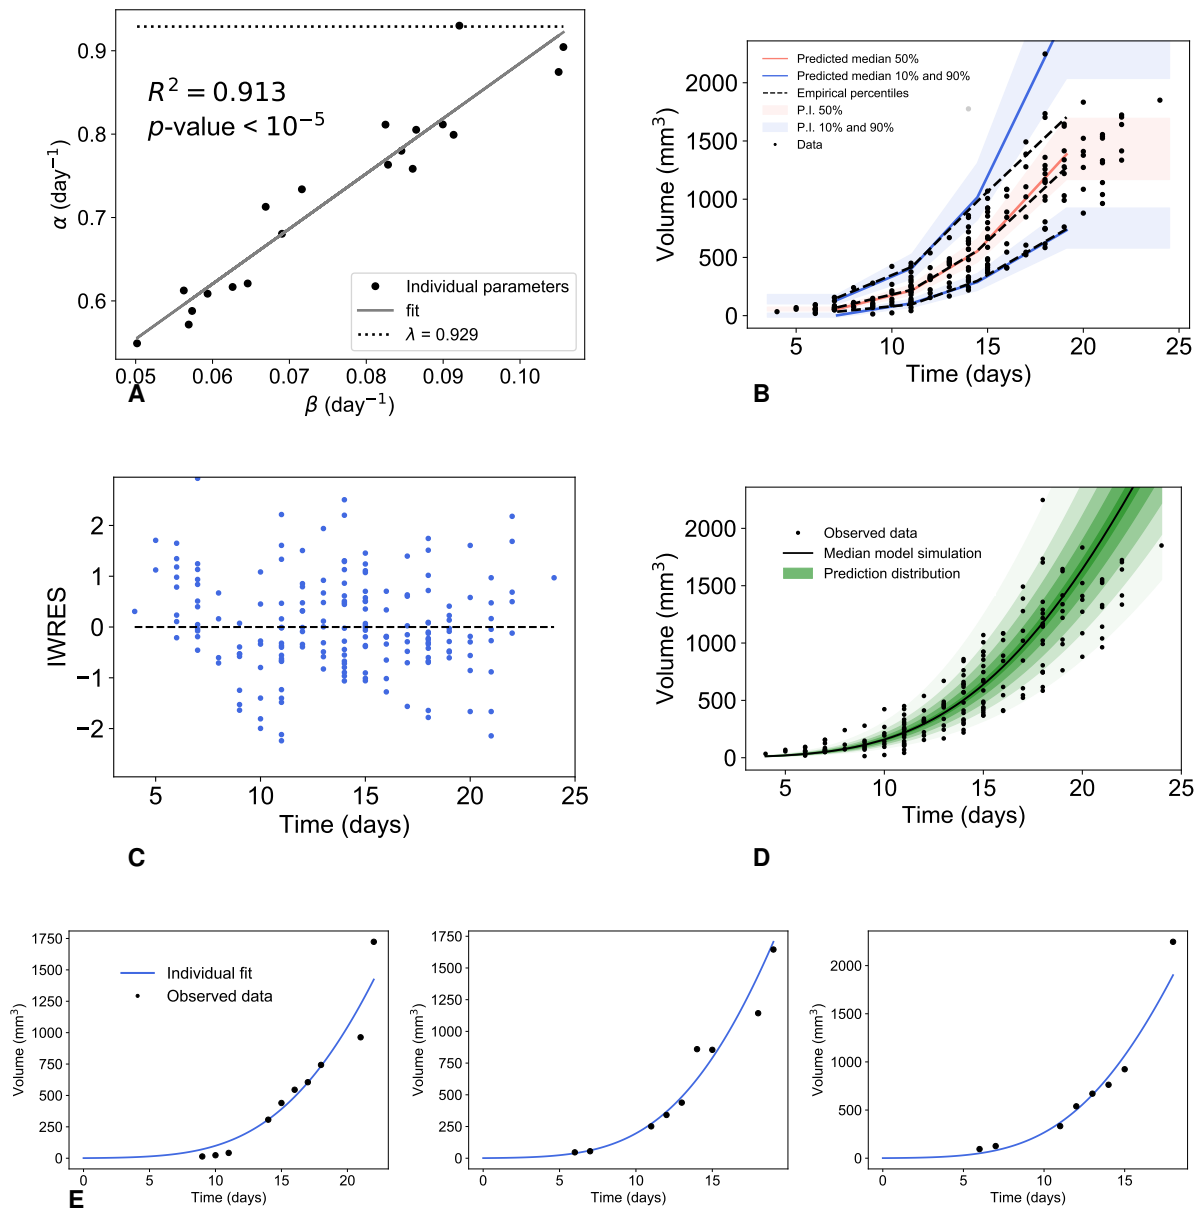 R² = 0.913
p-value < 10⁻⁵
Individual parameters
fit
λ = 0.929
α (day⁻¹)
0.9
0.8
0.7
0.6
0.05 0.06 0.07 0.08 0.09 0.10
β (day⁻¹)
A
Predicted median 50%
Predicted median 10% and 90%
Empirical percentiles
P.I. 50%
P.I. 10% and 90%
Data
Volume (mm³)
2000
1500
1000
500
0
5 10 15 20 25
Time (days)
B
IWRES
2
1
0
−1
−2
5 10 15 20 25
Time (days)
C
Observed data
Median model simulation
Prediction distribution
Volume (mm³)
2000
1500
1000
500
0
5 10 15 20 25
Time (days)
D
Individual fit
Observed data
Volume (mm³)
1750
1500
1250
1000
750
500
250
0
0 5 10 15 20
Time (days)
E
Volume (mm³)
1750
1500
1250
1000
750
500
250
0
0 5 10 15
Time (days)
Volume (mm³)
2000
1500
1000
500
0
0 5 10 15
Time (days)